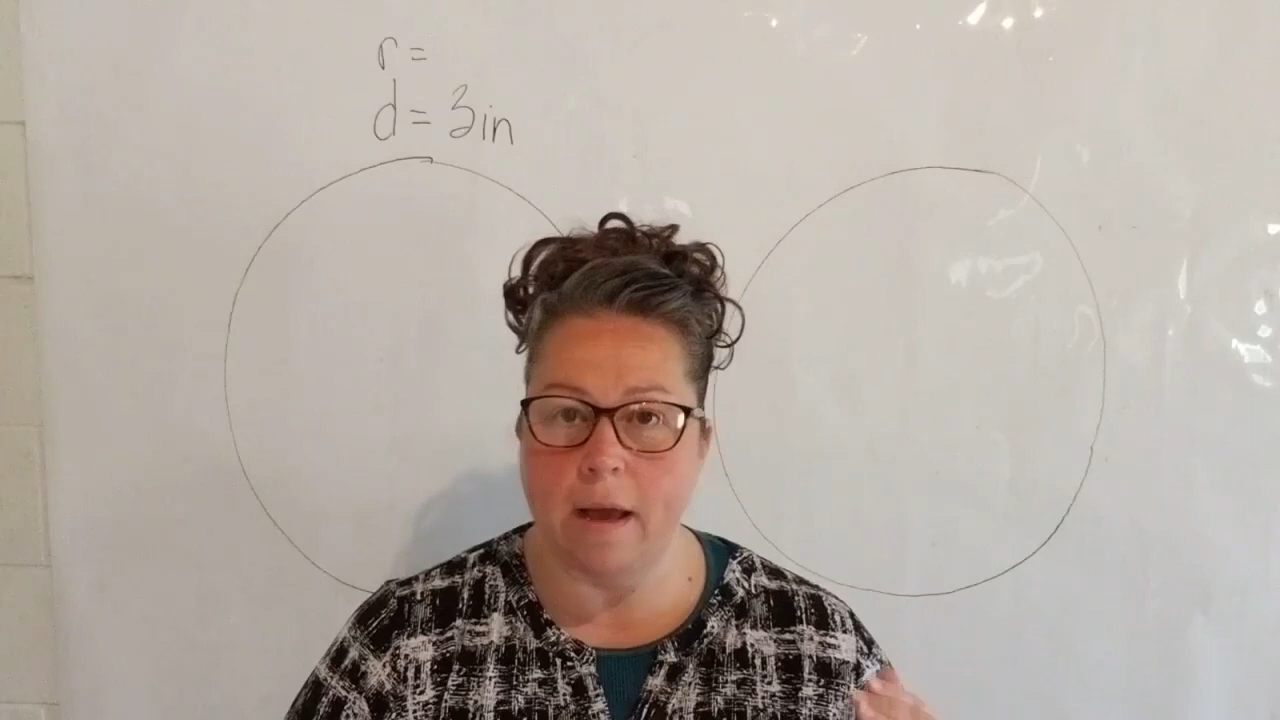 r =
d = 3in